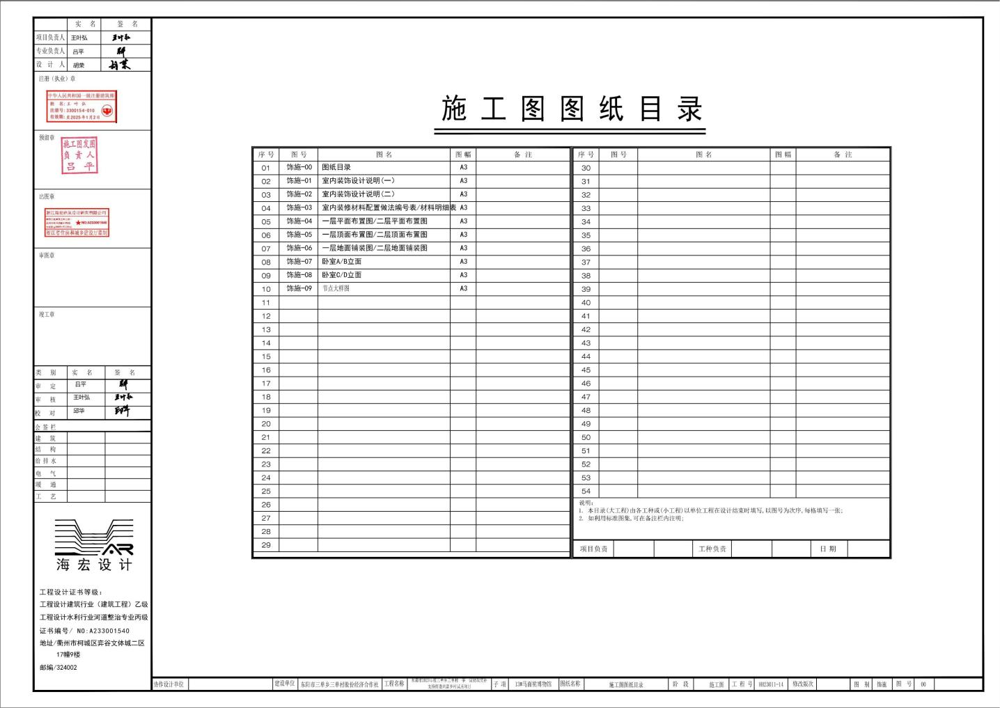 实 名 签 名
项目负责人 王叶弘 王叶弘
专业负责人 吕平
设 计 人 胡荣 胡荣
注册（执业）章
中华人民共和国一级注册建筑师
姓 名:王 叶 弘
注册号:3300154-010
有效期:至2025年1月2日
预留章
施工图发图
负 责 人
吕 平
出图章
NO:A233001540
浙江省住房和城乡建设厅监制
审图章
竣工章
类 别 实 名 签 名
审 定 吕平
审 核 王叶弘 王叶弘
校 对 邱华 邱华
会签栏
建 筑
结 构
给排水
电 气
暖 通
工 艺
AR
海宏设计
工程设计证书等级:
工程设计建筑行业（建筑工程）乙级
工程设计水利行业河道整治专业丙级
证书编号/ NO:A233001540
地址/衢州市柯城区弈谷文体城二区
17幢9楼
邮编/324002
施工图图纸目录
序号 图号 图名 图幅 备注
01 饰施-00 图纸目录 A3
02 饰施-01 室内装饰设计说明(一) A3
03 饰施-02 室内装饰设计说明(二) A3
04 饰施-03 室内装修材料配置做法编号表/材料明细表 A3
05 饰施-04 一层平面布置图/二层平面布置图 A3
06 饰施-05 一层顶面布置图/二层顶面布置图 A3
07 饰施-06 一层地面铺装图/二层地面铺装图 A3
08 饰施-07 卧室A/B立面 A3
09 饰施-08 卧室C/D立面 A3
10 饰施-09 节点大样图 A3
11
12
13
14
15
16
17
18
19
20
21
22
23
24
25
26
27
28
29
序号 图号 图名 图幅 备注
30
31
32
33
34
35
36
37
38
39
40
41
42
43
44
45
46
47
48
49
50
51
52
53
54
说明:
1. 本目录(大工程)由各工种或(小工程)以单位工程在设计结束时填写,以图号为次序,每格填写一张;
2. 如利用标准图集,可在备注栏内注明;
项目负责 工种负责 日 期
协作设计单位 建设单位 东阳市三单乡三单村股份经济合作社 工程名称 支持打造共富乡村试点项目 子 项 13#马面裙博物馆 图纸名称 施工图图纸目录 阶 段 施工图 工 程 号 HH23011-14 修改版次 图 别 饰施 图 号 00